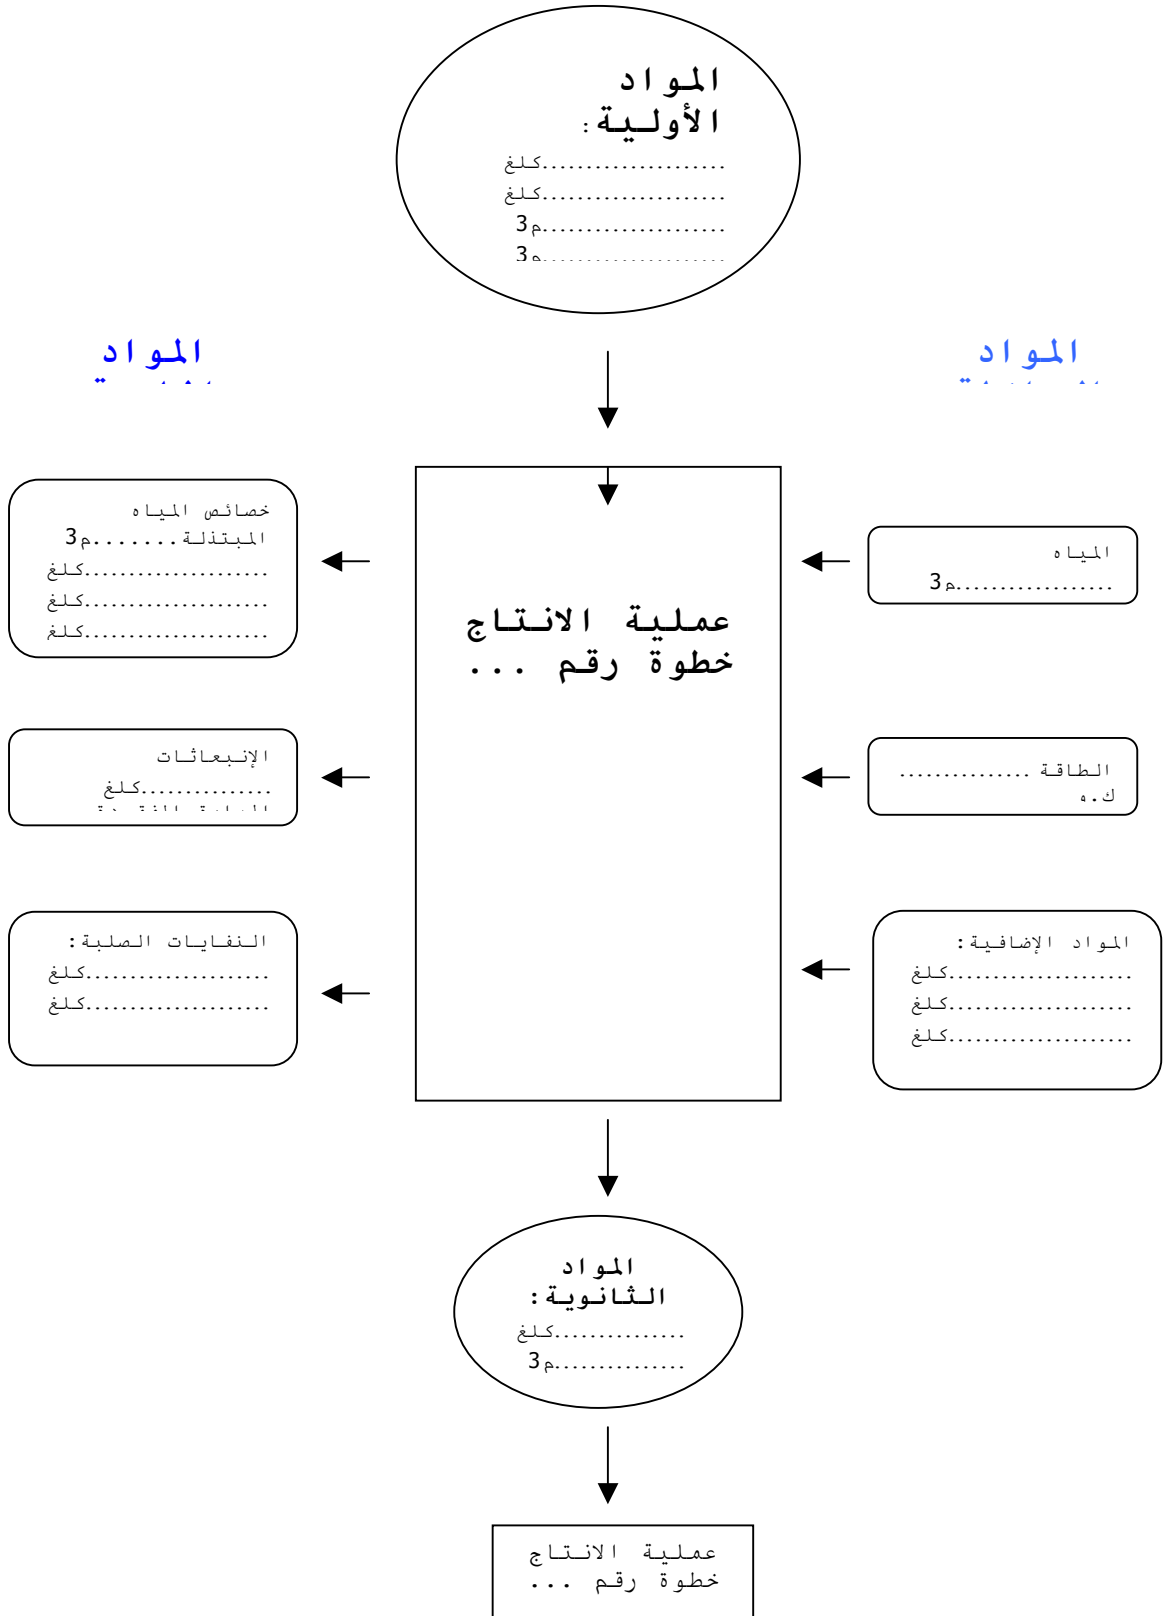 المواد
الأولية:
.....................كلغ
.....................كلغ
.....................م3
.....................م3
المواد
المواد
خصائص المياه
المبتذلة.......م3
.....................كلغ
.....................كلغ
.....................كلغ
المياه
..................م3
عملية الانتاج
خطوة رقم ...
الإنبعاثات
...............كلغ
الطاقة ...............
ك.و
النفايات الصلبة:
.....................كلغ
.....................كلغ
المواد الإضافية:
.....................كلغ
.....................كلغ
.....................كلغ
المواد
الثانوية:
...............كلغ
...............م3
عملية الانتاج
خطوة رقم ...